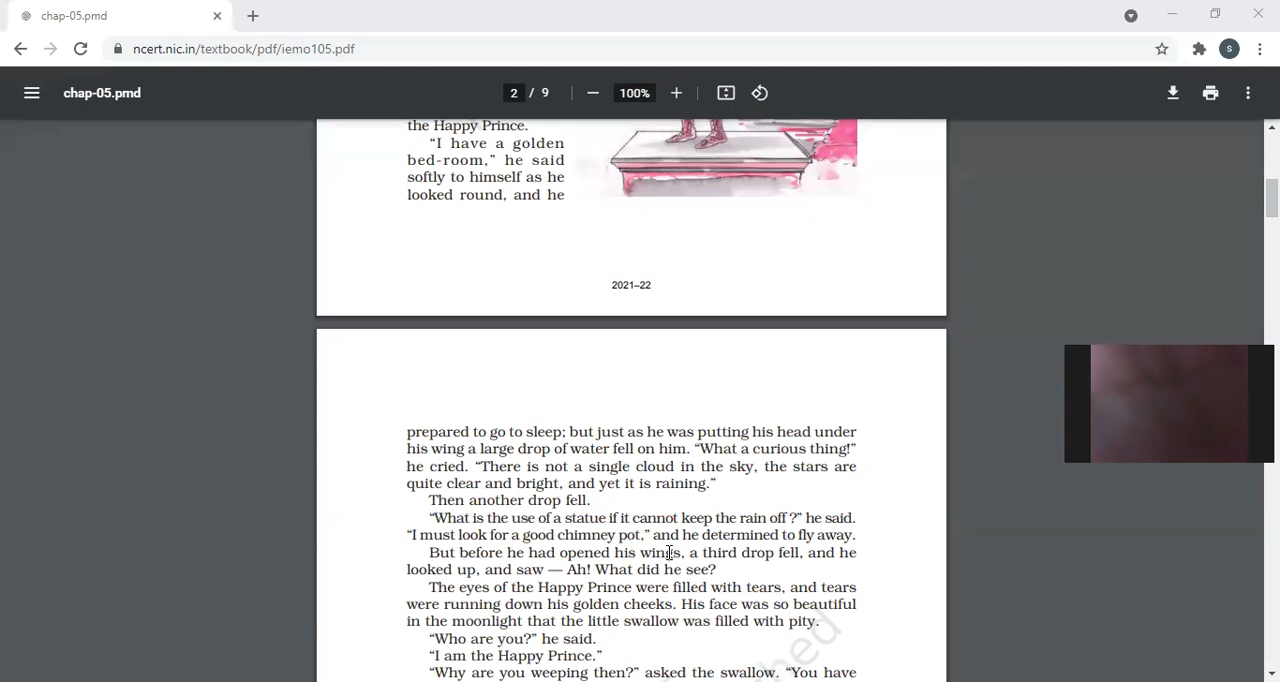 chap-05.pmd
ncert.nic.in/textbook/pdf/iemo105.pdf
S
chap-05.pmd
2 / 9
100%
the Happy Prince.
“I have a golden
bed-room,” he said
softly to himself as he
looked round, and he
2021–22
prepared to go to sleep; but just as he was putting his head under
his wing a large drop of water fell on him. “What a curious thing!”
he cried. “There is not a single cloud in the sky, the stars are
quite clear and bright, and yet it is raining.”
Then another drop fell.
“What is the use of a statue if it cannot keep the rain off ?” he said.
“I must look for a good chimney pot,” and he determined to fly away.
But before he had opened his wings, a third drop fell, and he
looked up, and saw — Ah! What did he see?
The eyes of the Happy Prince were filled with tears, and tears
were running down his golden cheeks. His face was so beautiful
in the moonlight that the little swallow was filled with pity.
“Who are you?” he said.
“I am the Happy Prince.”
“Why are you weeping then?” asked the swallow. “You have